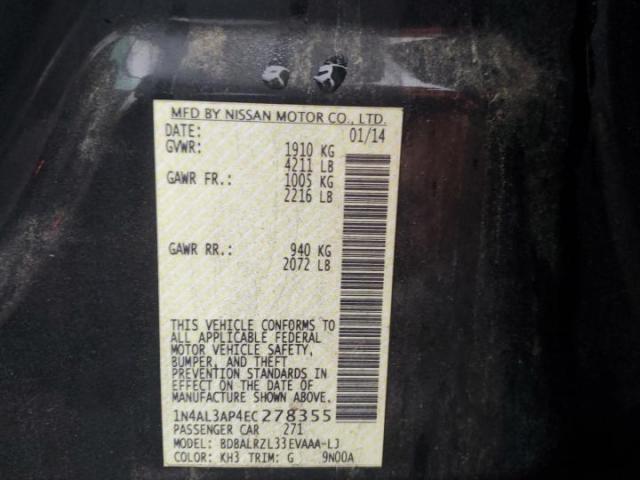 MFD BY NISSAN MOTOR CO., LTD.
DATE: 01/14
GVWR: 1910 KG
4211 LB
GAWR FR.: 1005 KG
2216 LB
GAWR RR.: 940 KG
2072 LB
THIS VEHICLE CONFORMS TO
ALL APPLICABLE FEDERAL
MOTOR VEHICLE SAFETY,
BUMPER, AND THEFT
PREVENTION STANDARDS IN
EFFECT ON THE DATE OF
MANUFACTURE SHOWN ABOVE.
1N4AL3AP4EC278355
PASSENGER CAR 271
MODEL: BDBALRZL33EVAAA-LJ
COLOR: KH3 TRIM: G 9N00A